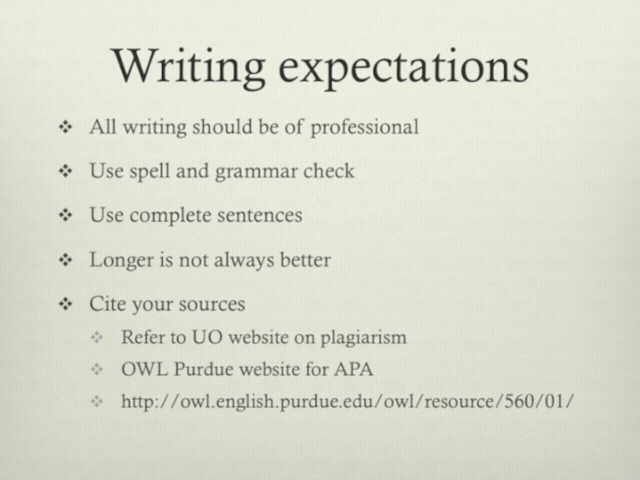 Writing expectations
All writing should be of professional
Use spell and grammar check
Use complete sentences
Longer is not always better
Cite your sources
Refer to UO website on plagiarism
OWL Purdue website for APA
http://owl.english.purdue.edu/owl/resource/560/01/